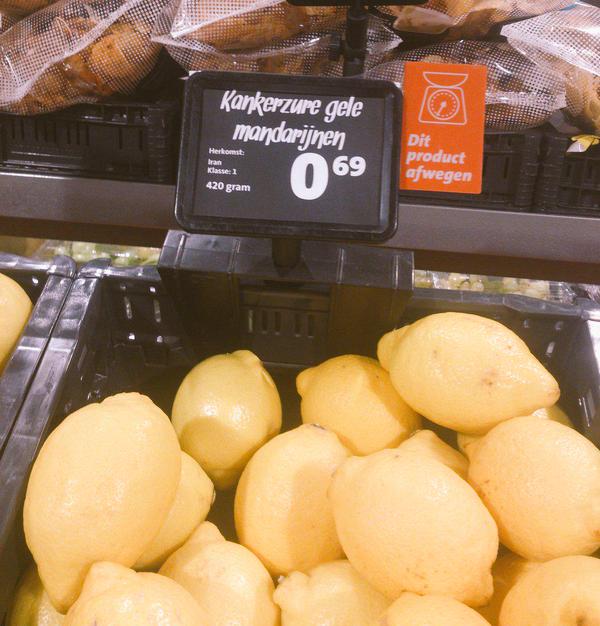 Kankerzure gele
mandarijnen
Herkomst:
Iran
Klasse: 1
420 gram
0 69
Dit
product
afwegen